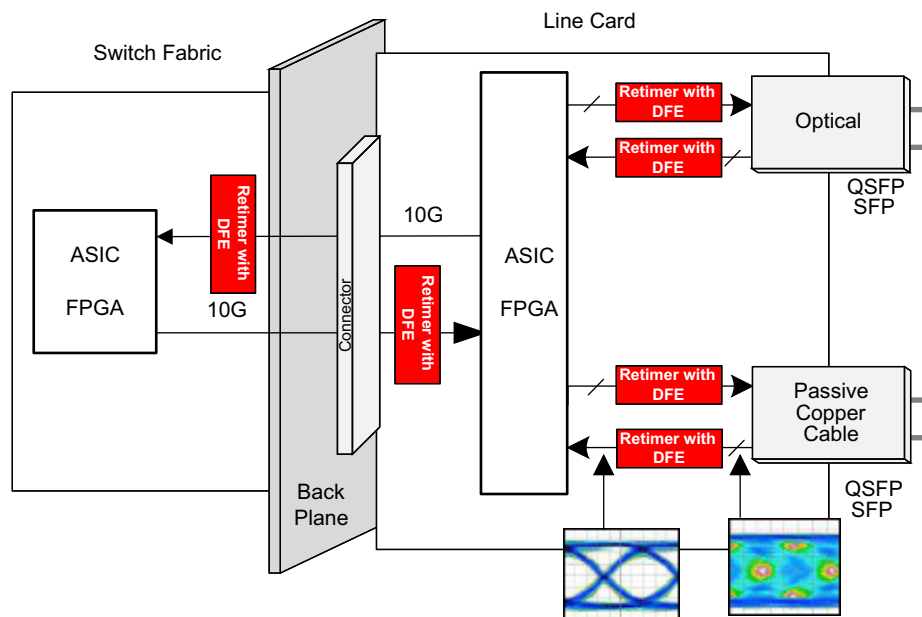 Line Card
Switch Fabric
Retimer with
DFE
Optical
Retimer with
DFE
QSFP
SFP
Retimer with
DFE
10G
ASIC
FPGA
ASIC
FPGA
10G
Connector
Retimer with
DFE
Retimer with
DFE
Passive
Copper
Cable
Retimer with
DFE
QSFP
SFP
Back
Plane